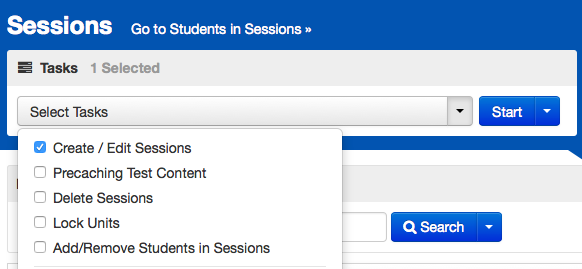 Sessions Go to Students in Sessions »
Tasks 1 Selected
Select Tasks Start
Create / Edit Sessions
Precaching Test Content
Delete Sessions
Lock Units
Search
Add/Remove Students in Sessions